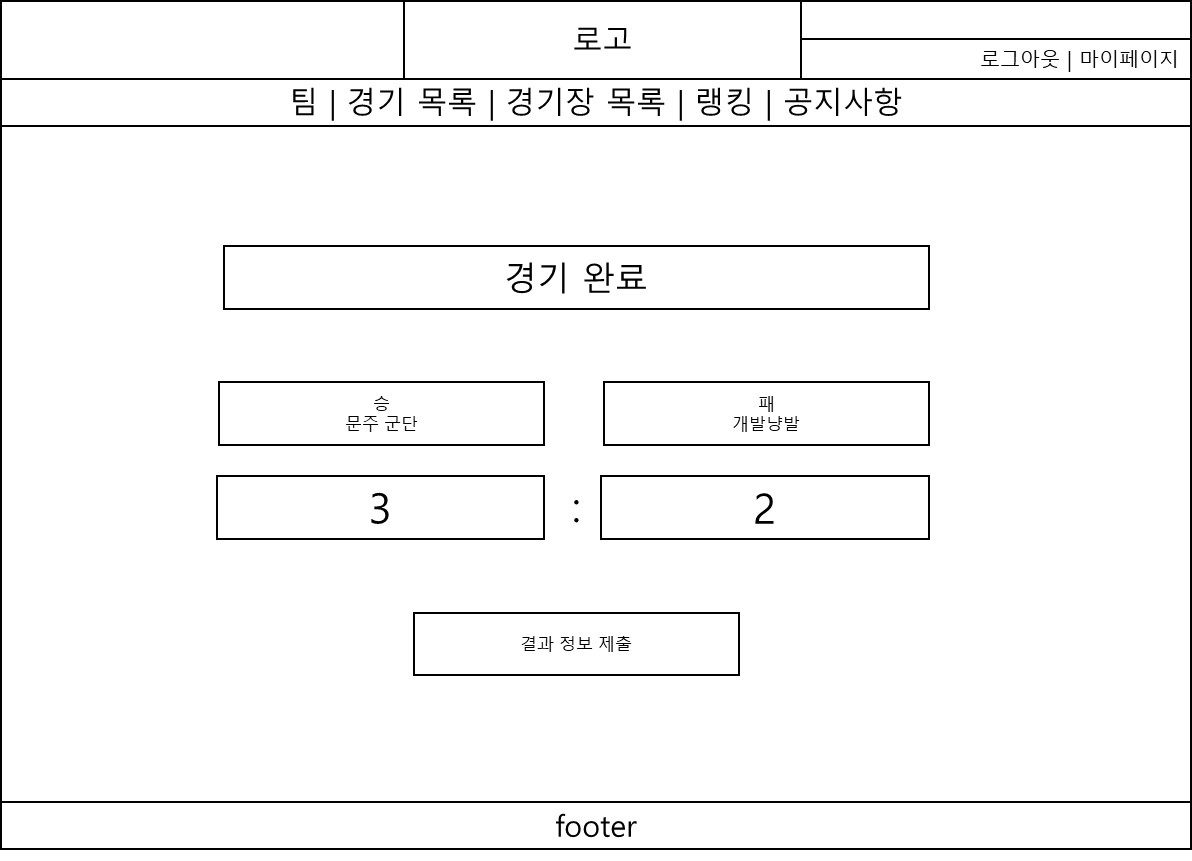 로고
로그아웃 | 마이페이지
팀 | 경기 목록 | 경기장 목록 | 랭킹 | 공지사항
경기 완료
승
문주 군단
패
개발냥발
3 : 2
결과 정보 제출
footer